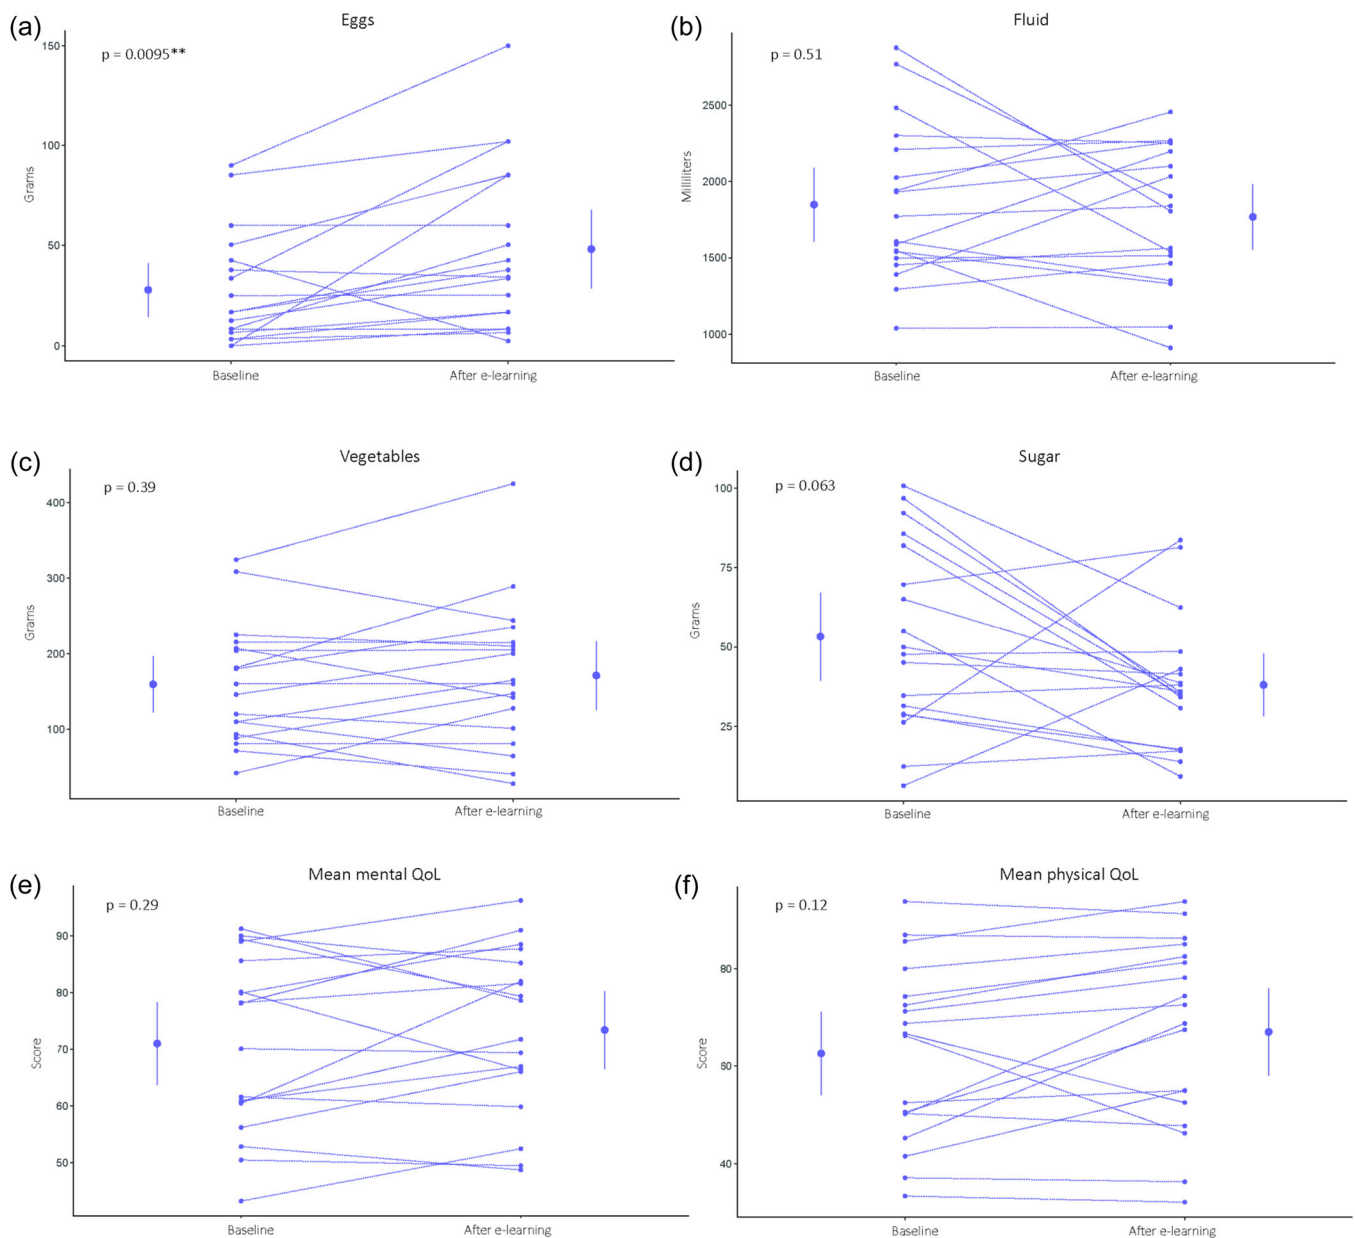 (a) Eggs
p = 0.0095**
150
100
50
0
Grams
Baseline After e-learning
(b) Fluid
p = 0.51
2500
2000
1500
1000
Milliliters
Baseline After e-learning
(c) Vegetables
p = 0.39
400
300
200
100
Grams
Baseline After e-learning
(d) Sugar
p = 0.063
100
75
50
25
Grams
Baseline After e-learning
(e) Mean mental QoL
p = 0.29
90
80
70
60
50
Score
Baseline After e-learning
(f) Mean physical QoL
p = 0.12
80
60
40
Score
Baseline After e-learning